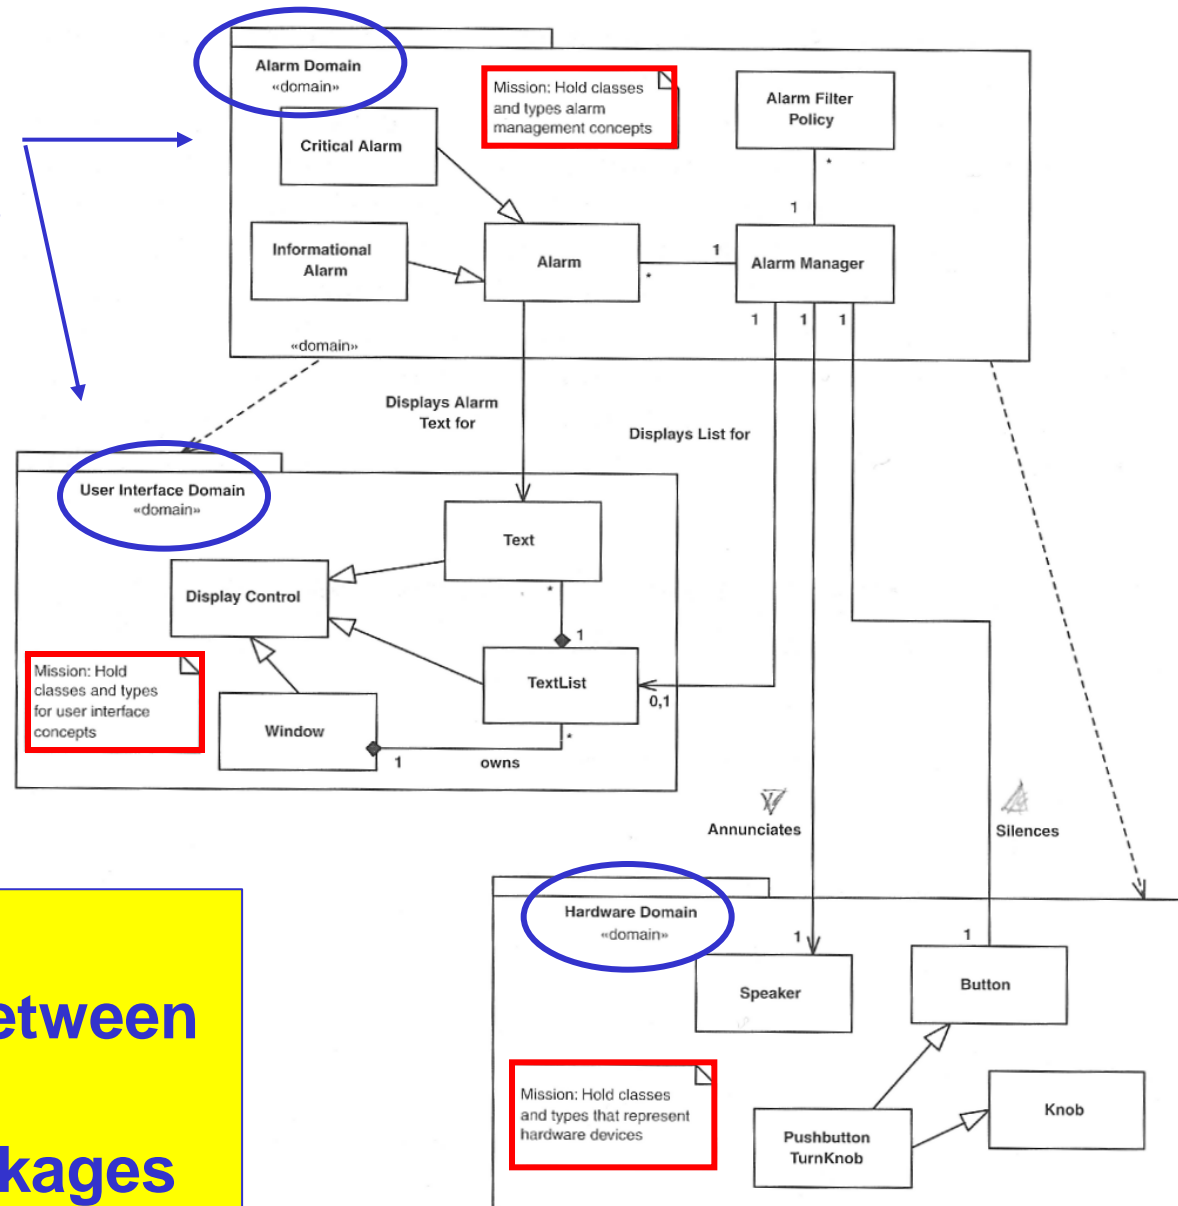 Alarm Domain
«domain»
Mission: Hold classes
and types alarm
management concepts
Alarm Filter
Policy
Critical Alarm
*
1
Informational
Alarm
Alarm
1
*
Alarm Manager
1
1
1
«domain»
Displays Alarm
Text for
Displays List for
User Interface Domain
«domain»
Text
Display Control
*
1
Mission: Hold
classes and types
for user interface
concepts
TextList
0,1
Window
*
1
owns
Annunciates
Silences
Hardware Domain
«domain»
1
1
Speaker
Button
Mission: Hold classes
and types that represent
hardware devices
Knob
Pushbutton
TurnKnob
etween
kages